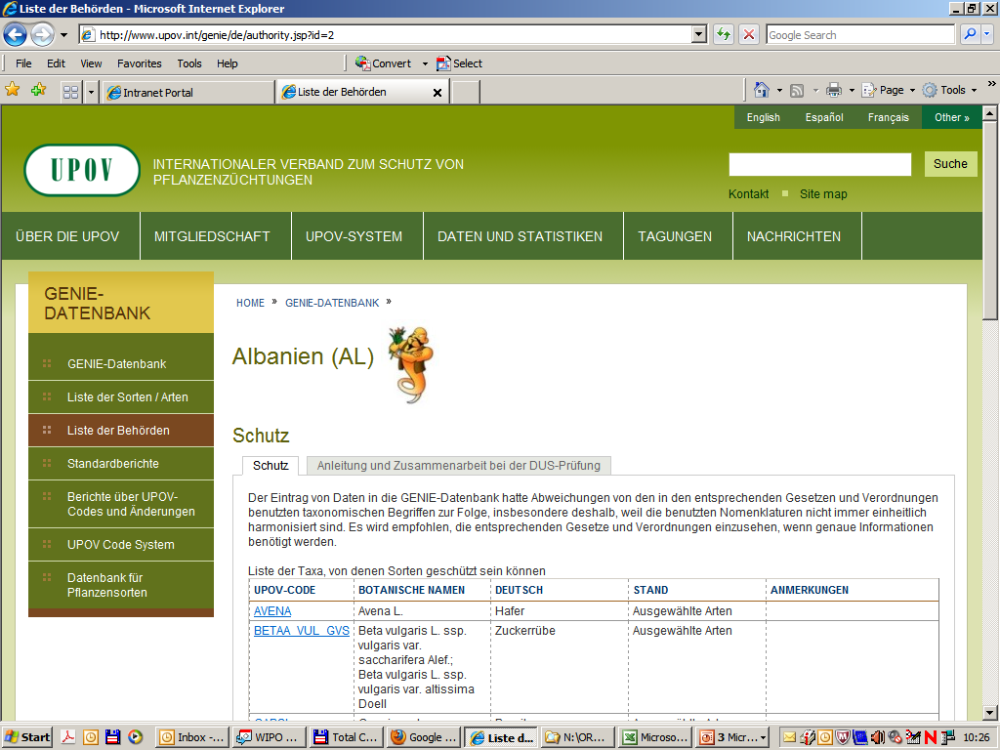 Liste der Behörden - Microsoft Internet Explorer
http://www.upov.int/genie/de/authority.jsp?id=2
Google Search
File Edit View Favorites Tools Help
Convert Select
Intranet Portal
Liste der Behörden
Page Tools
English Español Français Other »
UPOV
INTERNATIONALER VERBAND ZUM SCHUTZ VON
PFLANZENZÜCHTUNGEN
Suche
Kontakt Site map
ÜBER DIE UPOV MITGLIEDSCHAFT UPOV-SYSTEM DATEN UND STATISTIKEN TAGUNGEN NACHRICHTEN
GENIE-
DATENBANK
GENIE-Datenbank
Liste der Sorten / Arten
Liste der Behörden
Standardberichte
Berichte über UPOV-
Codes und Änderungen
UPOV Code System
Datenbank für
Pflanzensorten
HOME » GENIE-DATENBANK »
Albanien (AL)
Schutz
Schutz Anleitung und Zusammenarbeit bei der DUS-Prüfung
Der Eintrag von Daten in die GENIE-Datenbank hatte Abweichungen von den in den entsprechenden Gesetzen und Verordnungen
benutzten taxonomischen Begriffen zur Folge, insbesondere deshalb, weil die benutzten Nomenklaturen nicht immer einheitlich
harmonisiert sind. Es wird empfohlen, die entsprechenden Gesetze und Verordnungen einzusehen, wenn genaue Informationen
benötigt werden.
Liste der Taxa, von denen Sorten geschützt sein können
UPOV-CODE BOTANISCHE NAMEN DEUTSCH STAND ANMERKUNGEN
AVENA Avena L. Hafer Ausgewählte Arten
BETAA_VUL_GVS Beta vulgaris L. ssp. Zuckerrübe Ausgewählte Arten
vulgaris var.
saccharifera Alef.;
Beta vulgaris L. ssp.
vulgaris var. altissima
Doell
Start Inbox -... WIPO ... Total C... Google ... Liste d... N:\OR... Microso... 3 Micr... 10:26